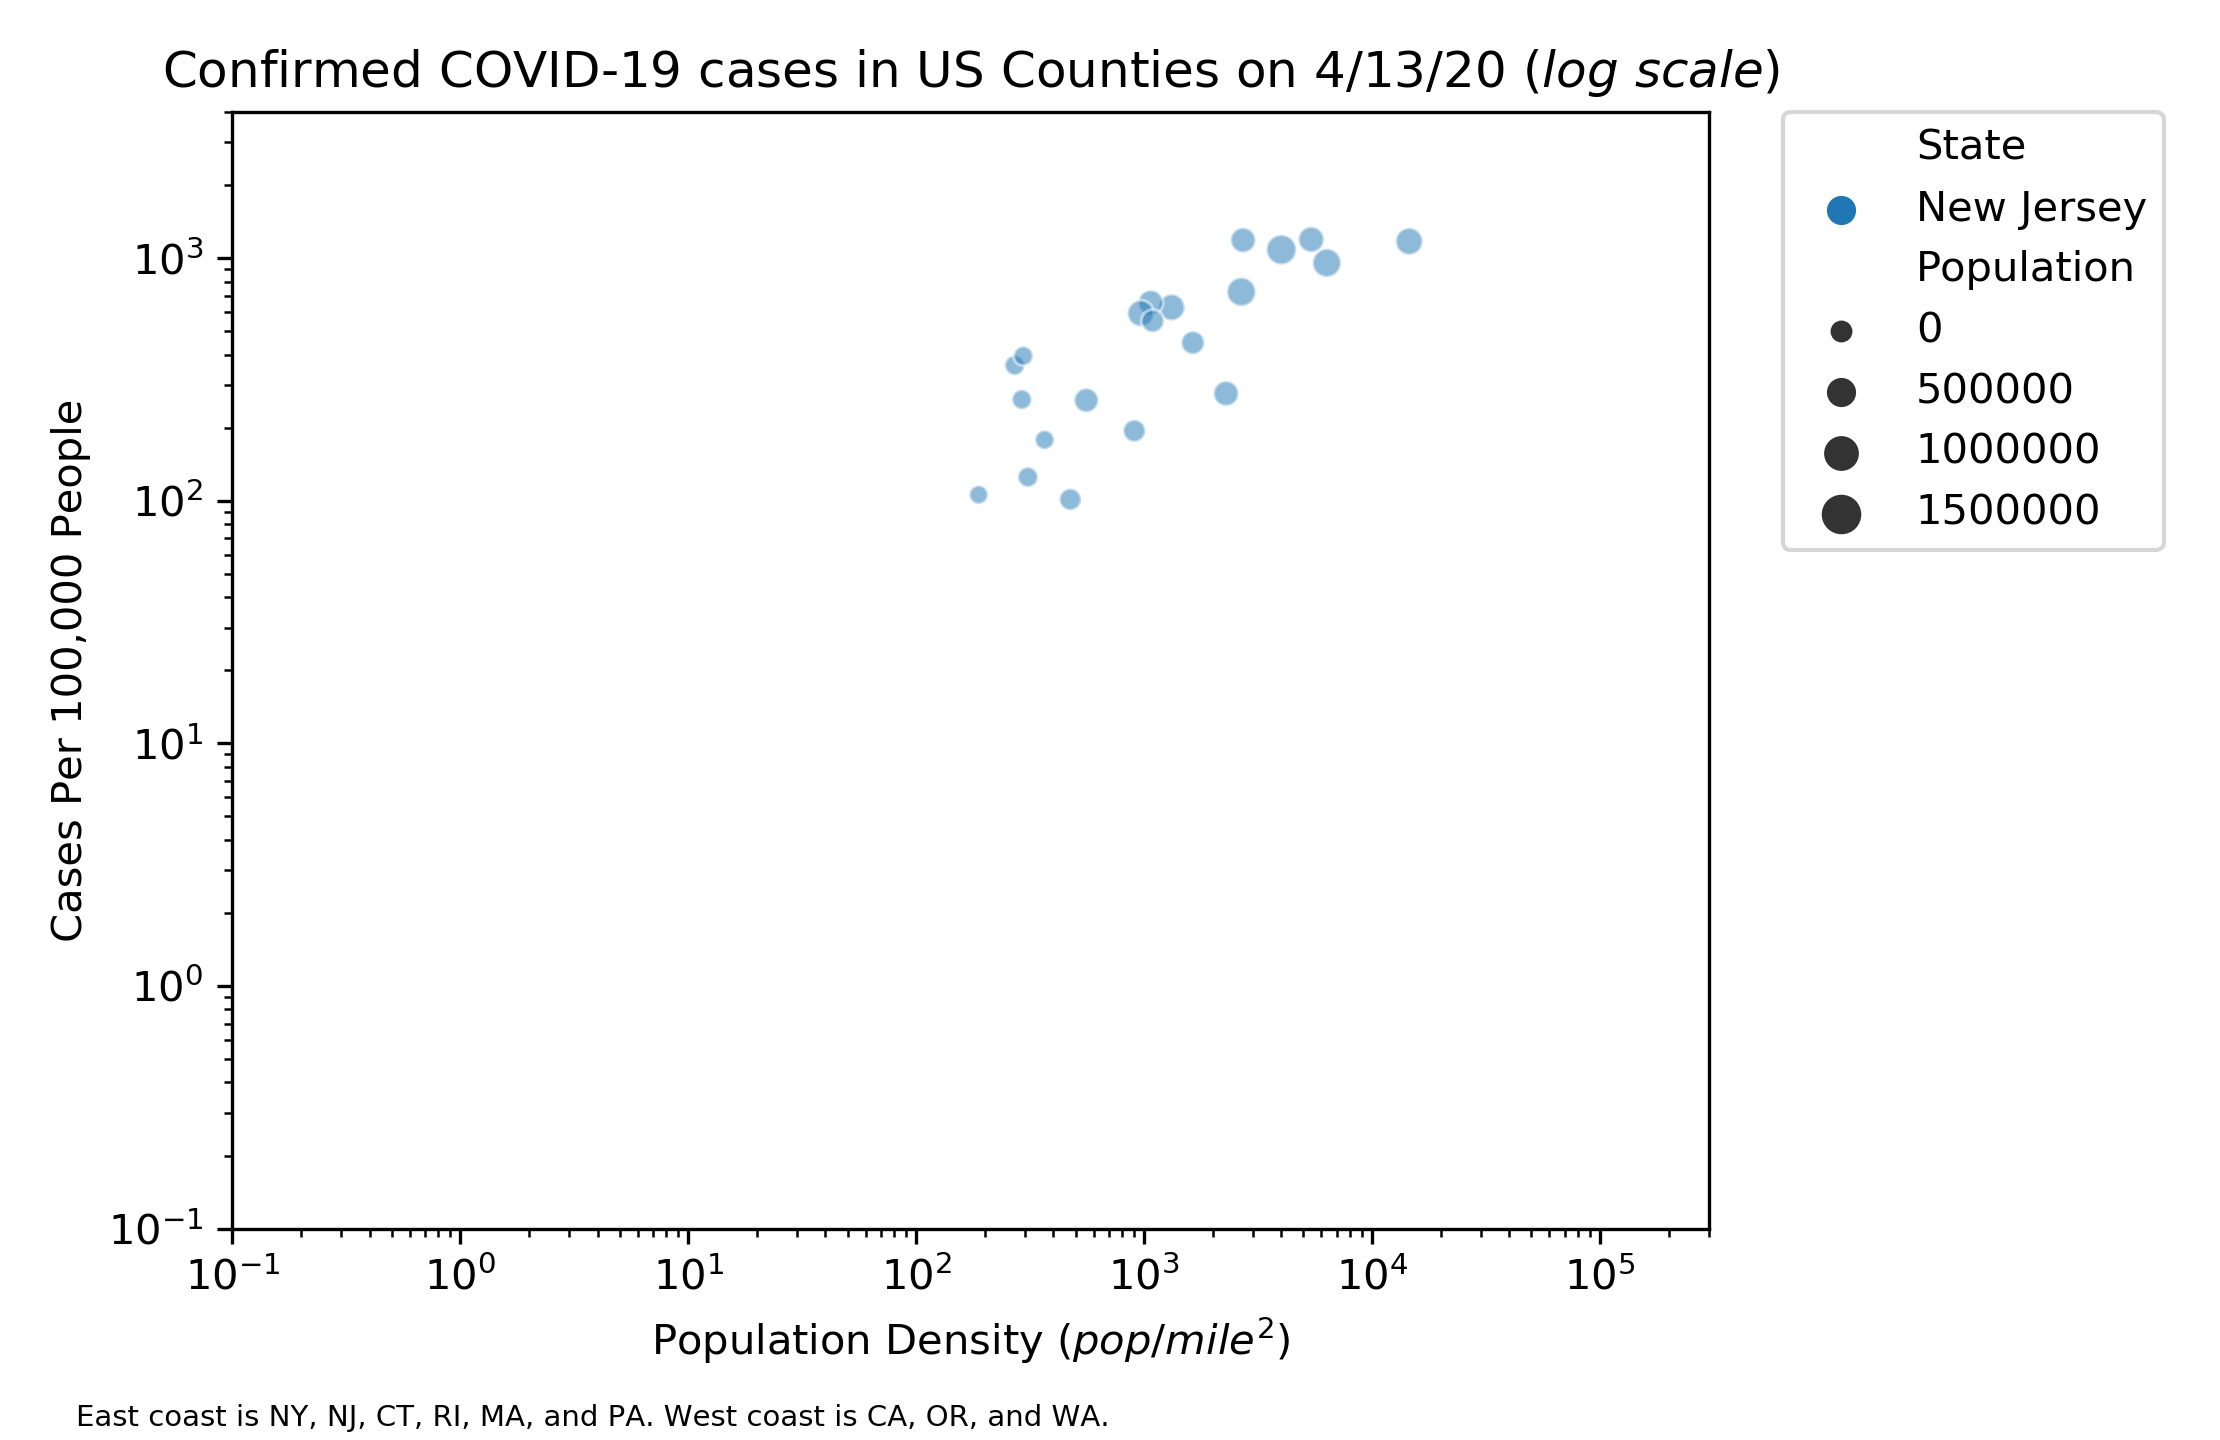 Confirmed COVID-19 cases in US Counties on 4/13/20 (log scale)
State
New Jersey
Population
0
500000
1000000
1500000
Cases Per 100,000 People
10³
10²
10¹
10⁰
10⁻¹
10⁻¹ 10⁰ 10¹ 10² 10³ 10⁴ 10⁵
Population Density (pop/mile²)
East coast is NY, NJ, CT, RI, MA, and PA. West coast is CA, OR, and WA.